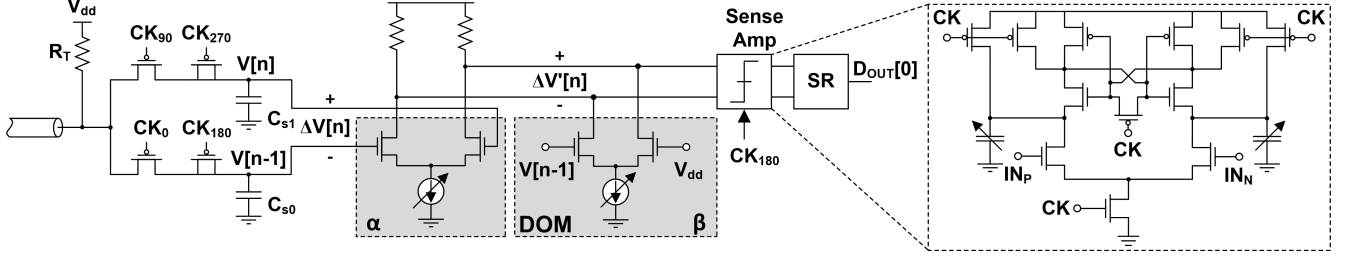 Vdd
RT
CK90
CK270
V[n]
Cs1
CK0
CK180
V[n-1]
Cs0
+
ΔV[n]
-
α
+
ΔV'[n]
-
V[n-1]
Vdd
DOM
β
Sense
Amp
CK180
SR
DOUT[0]
CK
CK
CK
INP
INN
CK